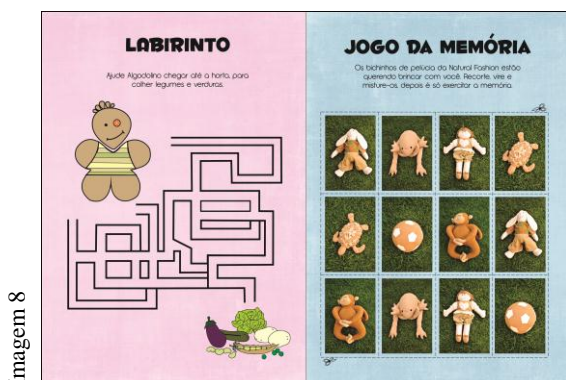 LABIRINTO
Ajude Algodolino chegar até a horta, para
colher legumes e verduras.
JOGO DA MEMÓRIA
Os bichinhos de pelúcia da Natural Fashion estão
querendo brincar com você. Recorte, vire e
misture-os, depois é só exercitar a memória.
Imagem 8